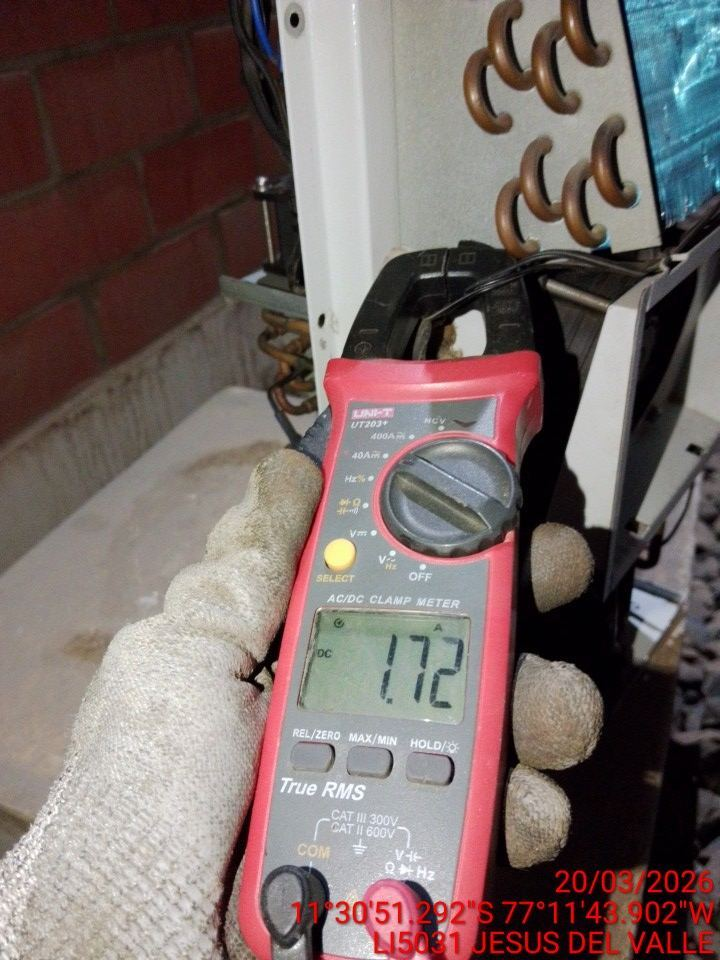 UNI-T
UT203+
NCV
400A
40A
Hz%
Ω
V
V Hz
OFF
SELECT
AC/DC CLAMP METER
A
DC
1.72
REL/ZERO MAX/MIN HOLD/
True RMS
CAT III 300V
CAT II 600V
COM
V
Ω Hz
20/03/2026
11°30'51.292"S 77°11'43.902"W
LI5031 JESUS DEL VALLE